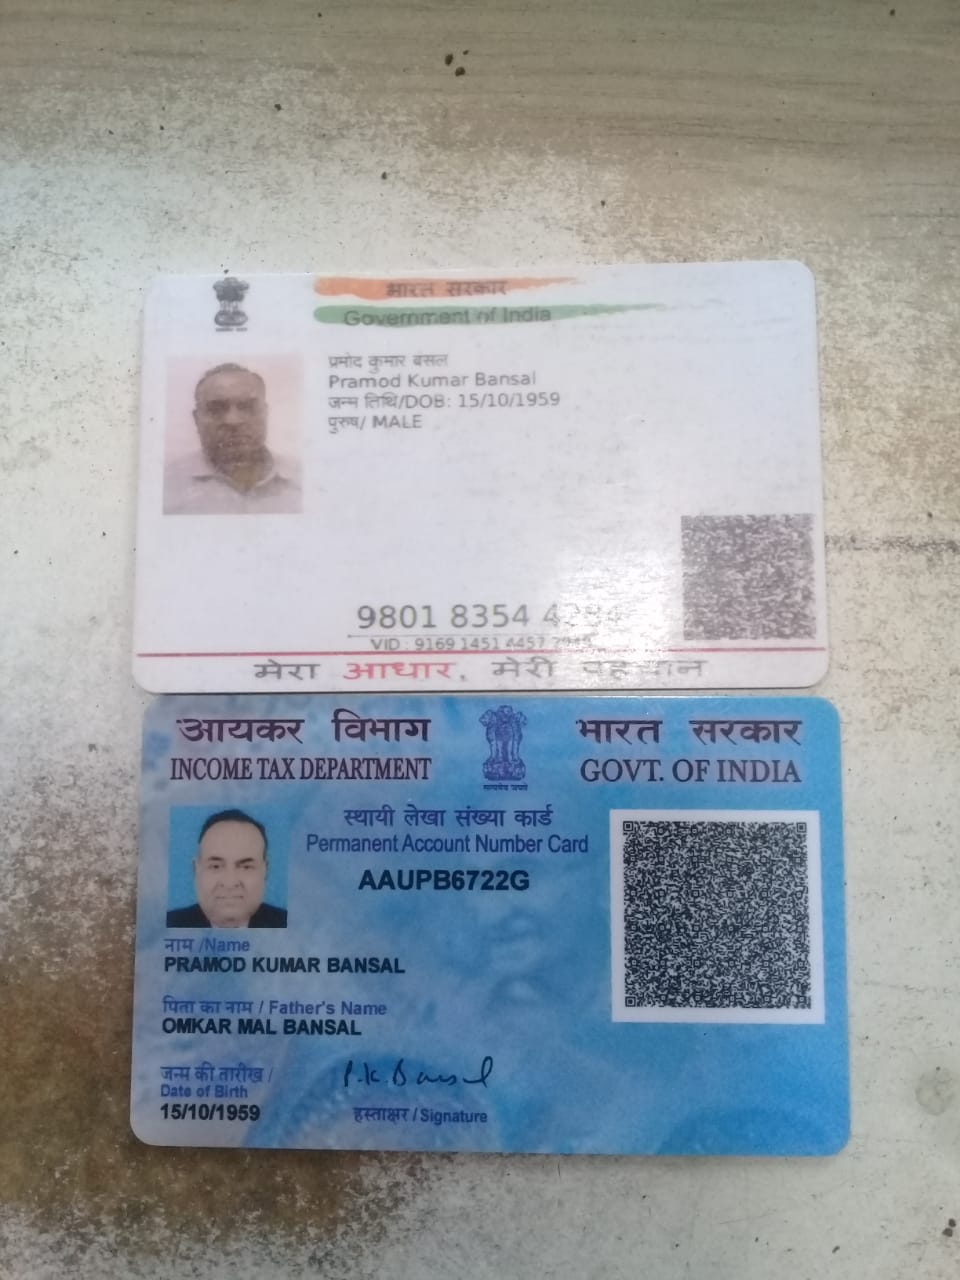 भारत सरकार
Government of India
प्रमोद कुमार बंसल
Pramod Kumar Bansal
जन्म तिथि/DOB: 15/10/1959
पुरुष/ MALE
9801 8354
VID : 9169 1451 4457
मेरा आधार, मेरी पहचान
आयकर विभाग
भारत सरकार
INCOME TAX DEPARTMENT
GOVT. OF INDIA
सत्यमेव जयते
स्थायी लेखा संख्या कार्ड
Permanent Account Number Card
AAUPB6722G
नाम /Name
PRAMOD KUMAR BANSAL
पिता का नाम / Father's Name
OMKAR MAL BANSAL
जन्म की तारीख /
Date of Birth
15/10/1959
P.K.Bansal
हस्ताक्षर / Signature